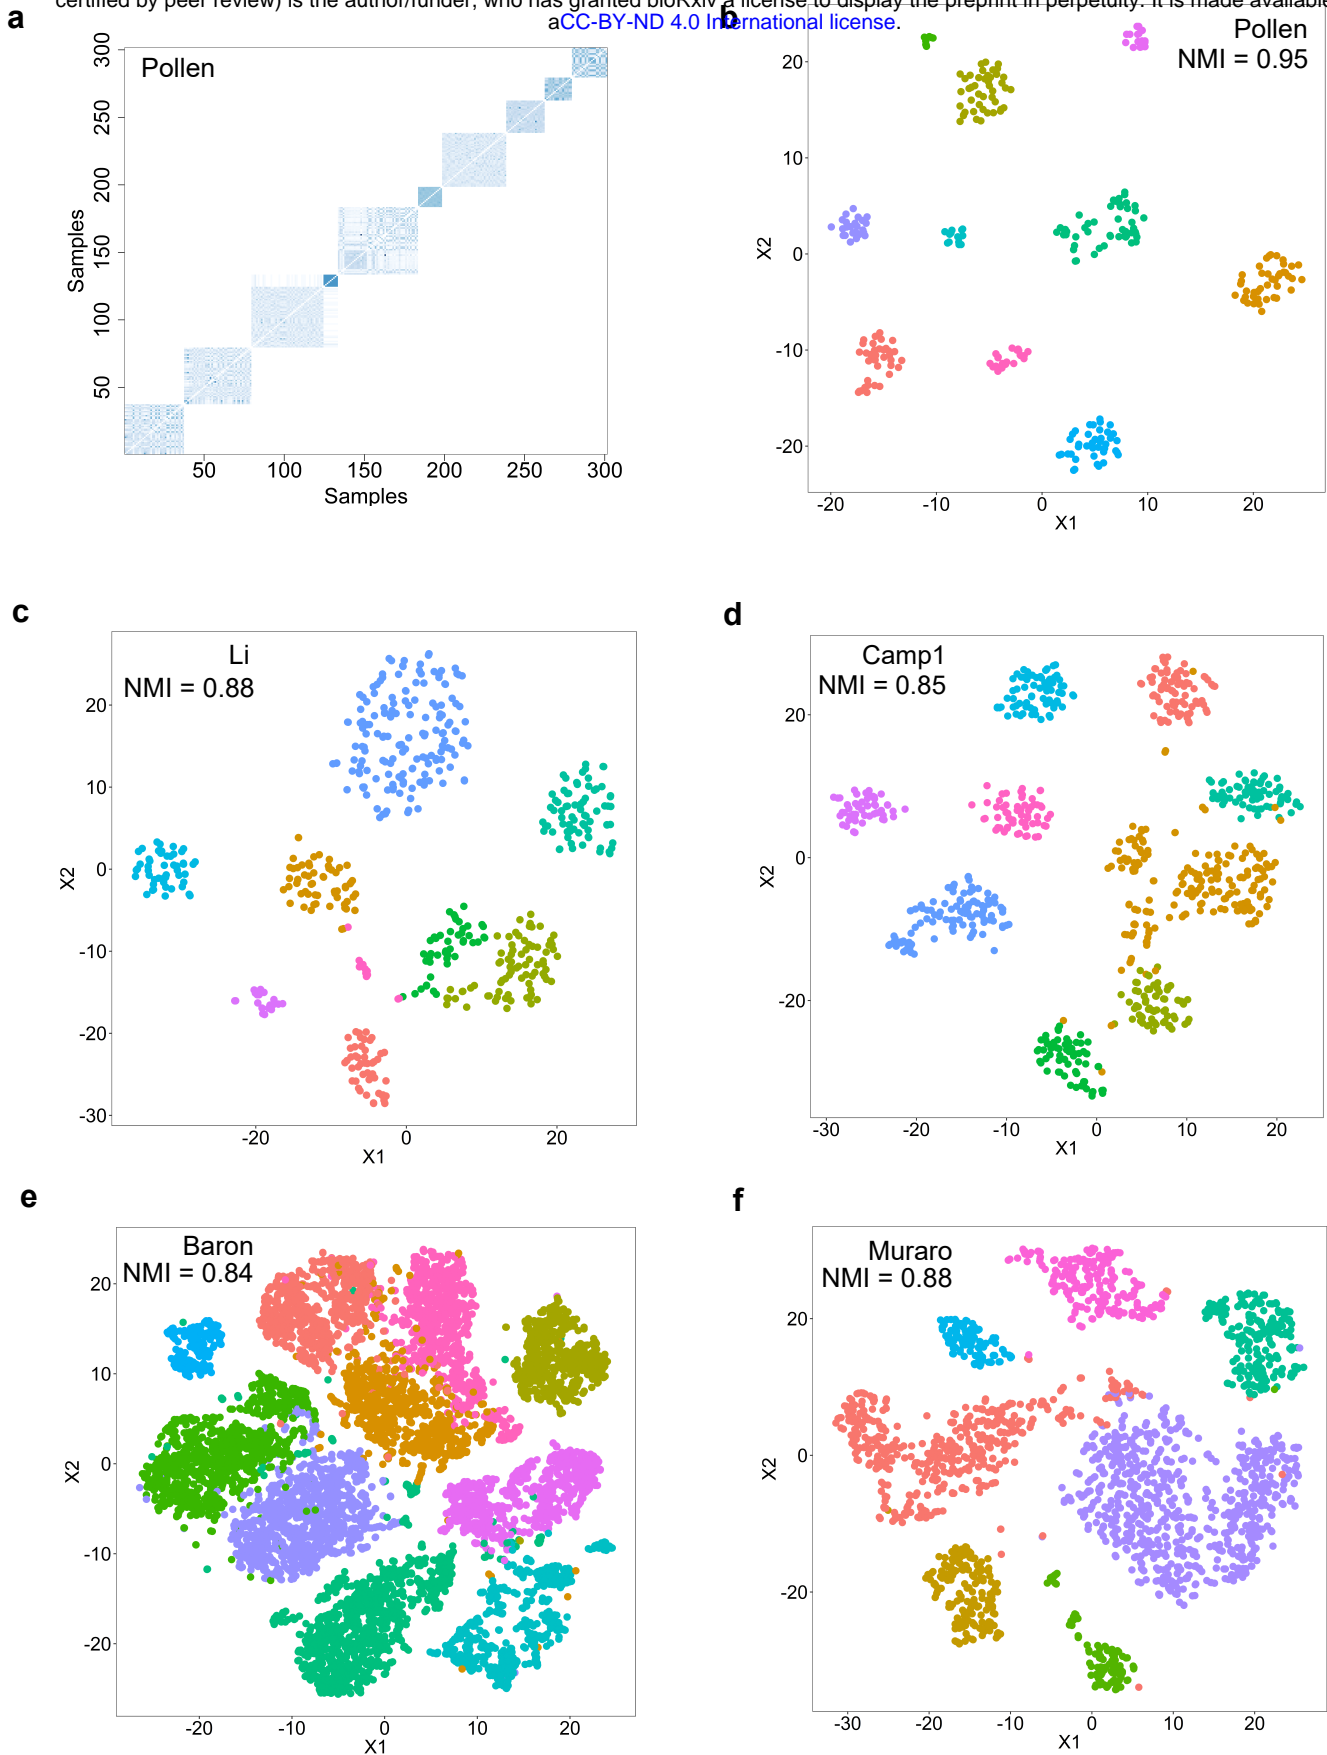 certified by peer review) is the author/funder, who has granted bioRxiv a license to display the preprint in perpetuity. It is made available
aCC-BY-ND 4.0 International license.
a
Pollen
300
250
200
150
100
50
Samples
50 100 150 200 250 300
Samples
b
Pollen
NMI = 0.95
20
10
0
-10
-20
X2
-20 -10 0 10 20
X1
c
Li
NMI = 0.88
20
10
0
-10
-20
-30
X2
-20 0 20
X1
d
Camp1
NMI = 0.85
20
0
-20
X2
-30 -20 -10 0 10 20
X1
e
Baron
NMI = 0.84
20
10
0
-10
-20
X2
-20 -10 0 10 20
X1
f
Muraro
NMI = 0.88
20
0
-20
X2
-30 -20 -10 0 10 20
X1